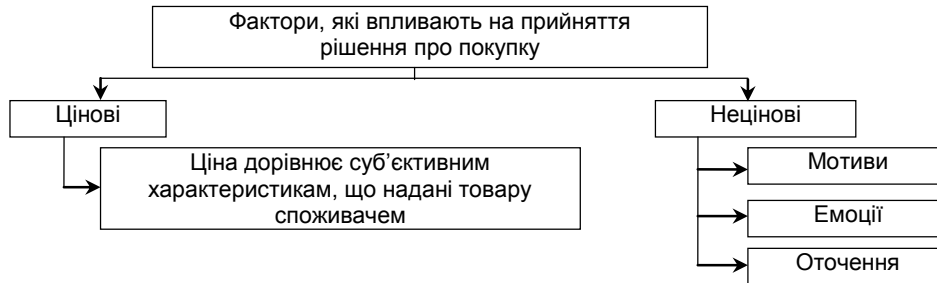 Фактори, які впливають на прийняття
рішення про покупку
Цінові
Нецінові
Ціна дорівнює суб’єктивним
характеристикам, що надані товару
споживачем
Мотиви
Емоції
Оточення